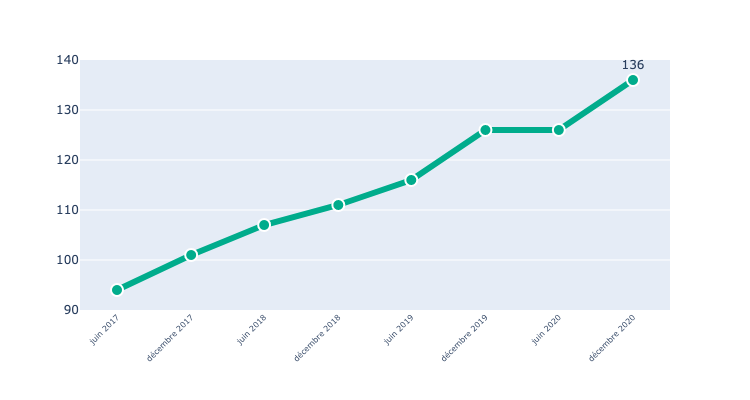 140
136
130
120
110
100
90
juin 2017
décembre 2017
juin 2018
décembre 2018
juin 2019
décembre 2019
juin 2020
décembre 2020